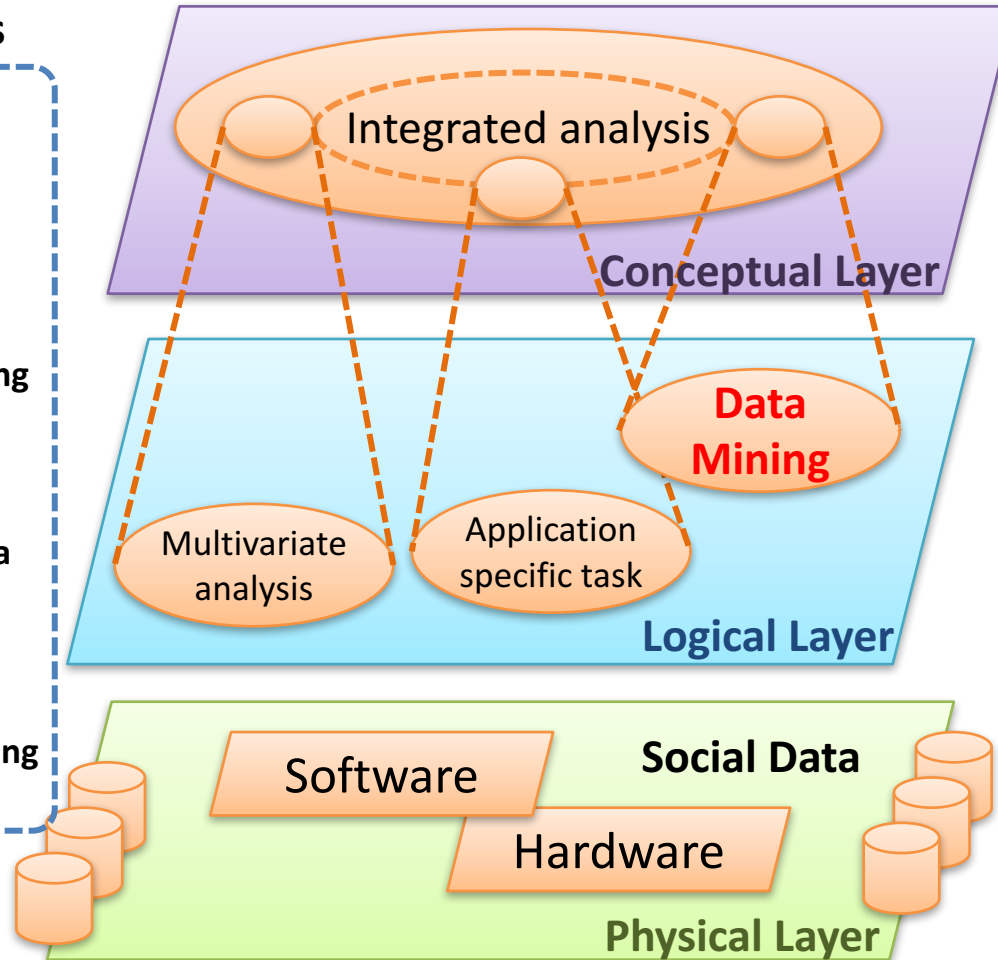 Integrated analysis
Conceptual Layer
Data
Mining
Multivariate
analysis
Application
specific task
Logical Layer
Software
Social Data
Hardware
Physical Layer